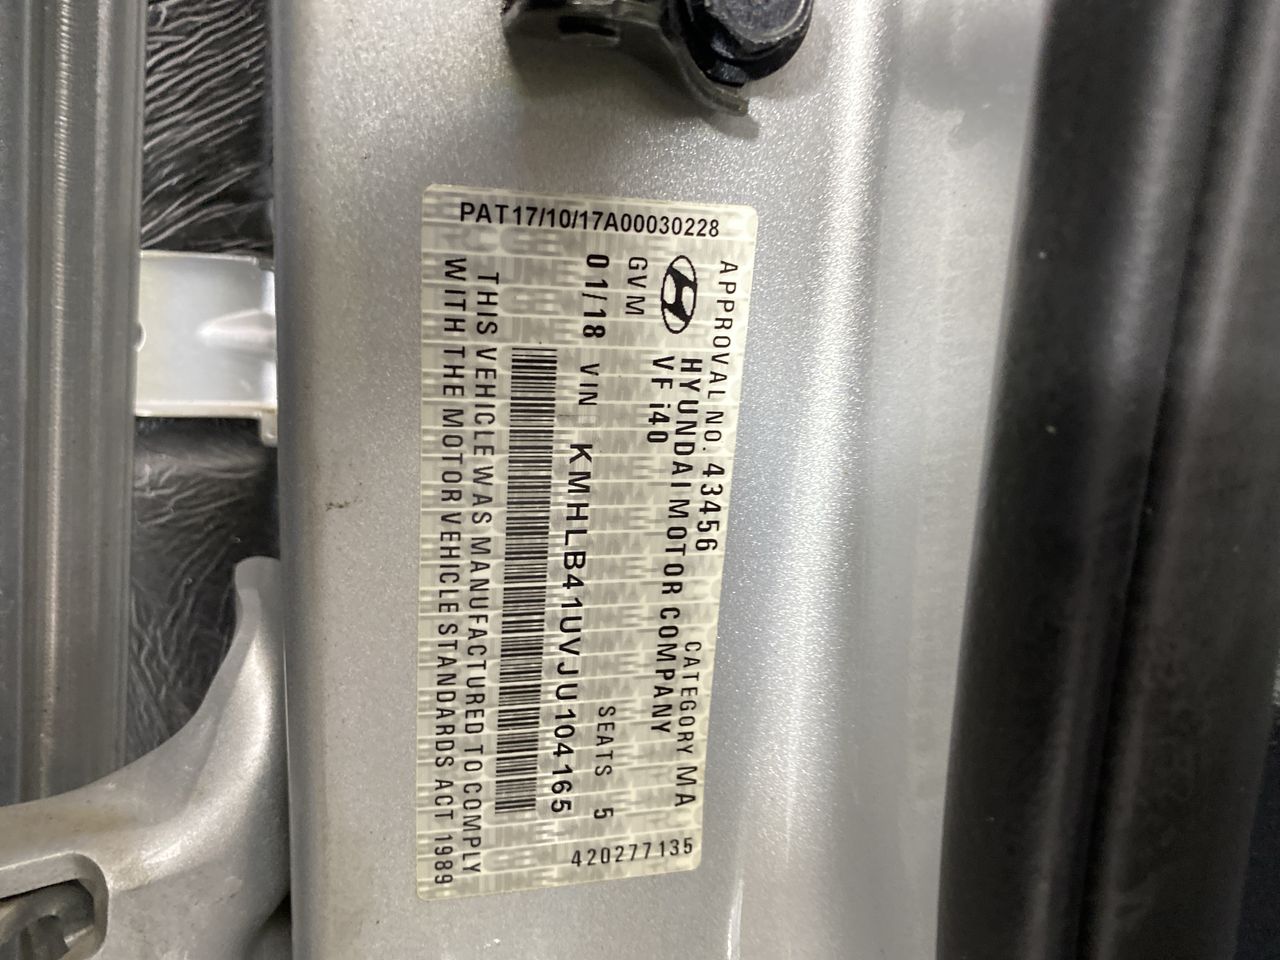 PAT17/10/17A00030228
APPROVAL NO. 43456 CATEGORY MA
HYUNDAI MOTOR COMPANY
VF i40
GVM
01/18 VIN KMHLB41UVJU104165 SEATS 5
THIS VEHICLE WAS MANUFACTURED TO COMPLY
WITH THE MOTOR VEHICLE STANDARDS ACT 1989
420277135